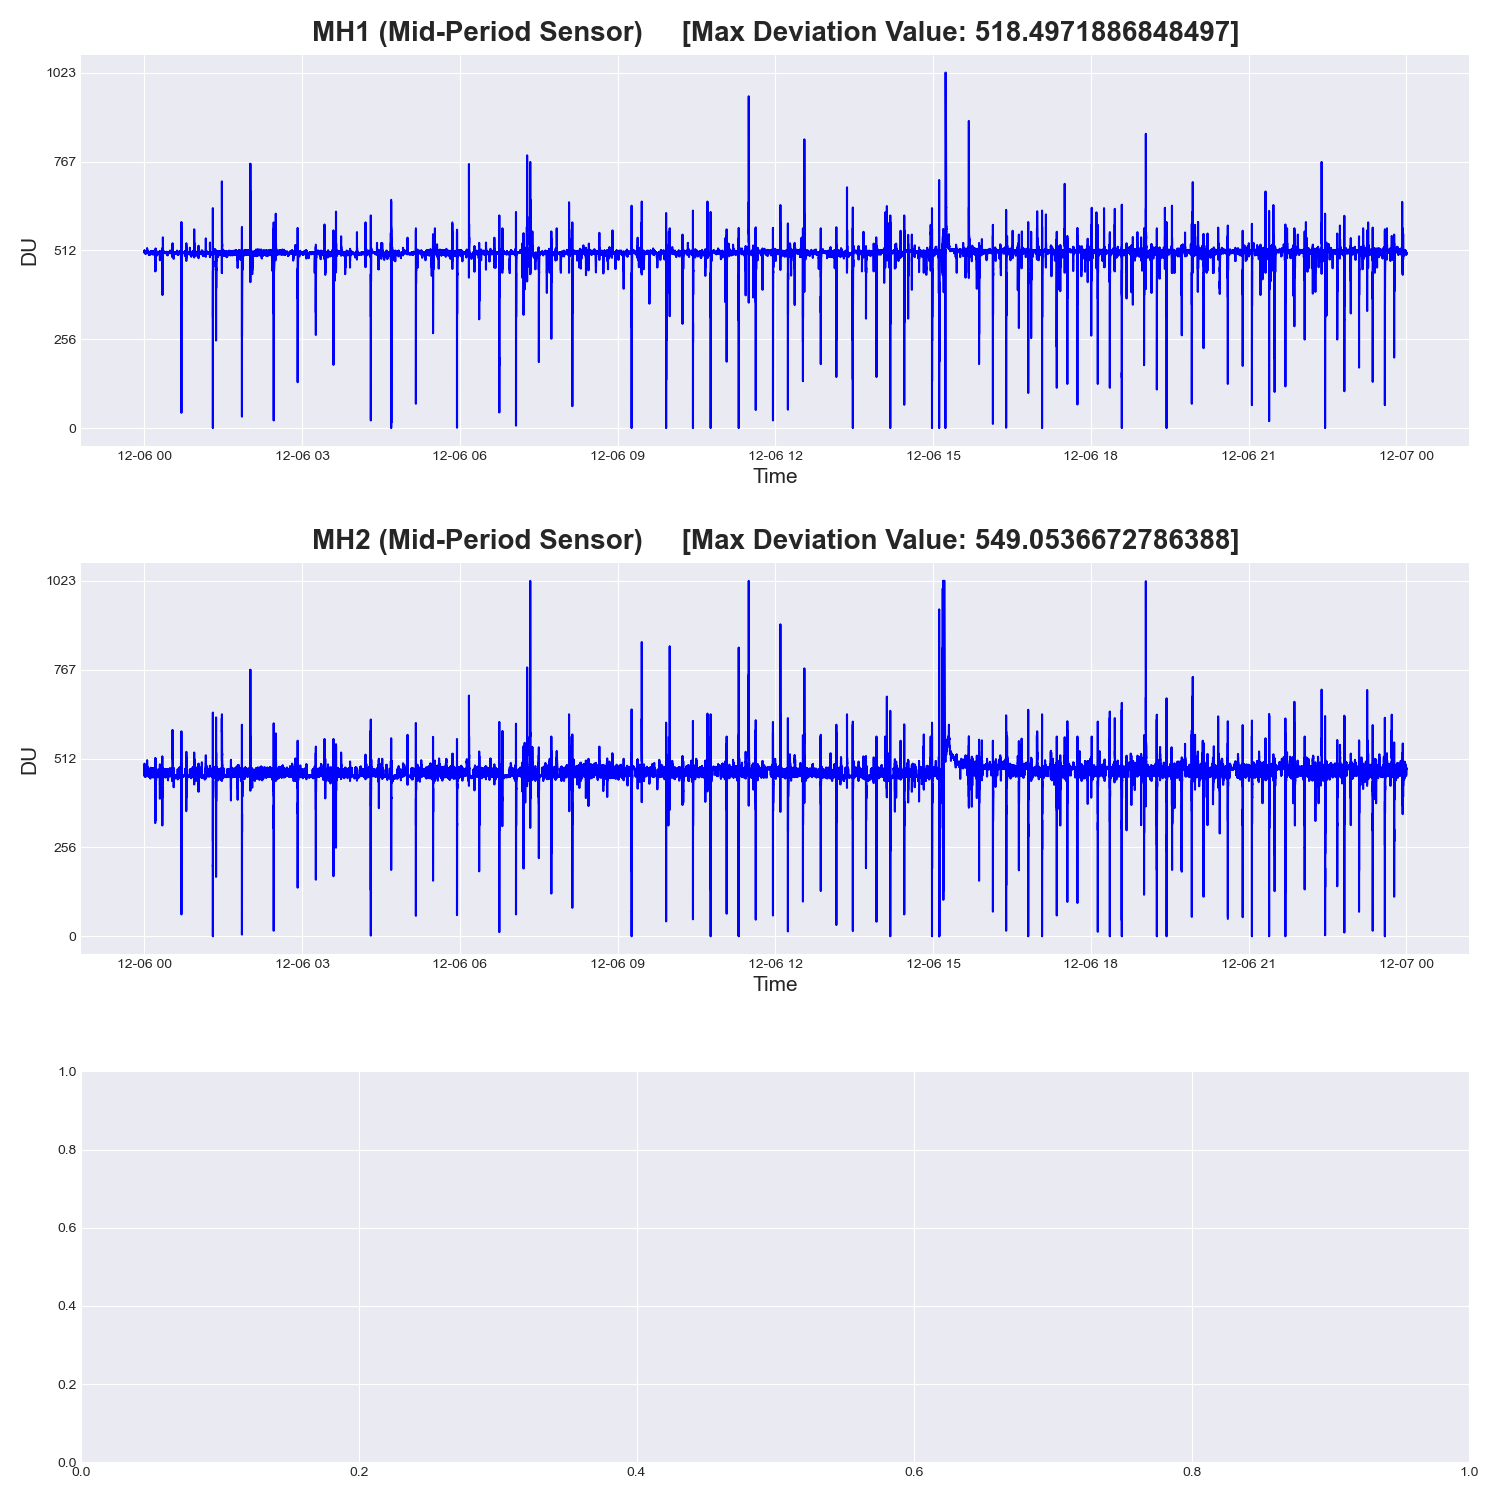 MH1 (Mid-Period Sensor) [Max Deviation Value: 518.4971886848497]
1023
767
512
256
0
DU
12-06 00 12-06 03 12-06 06 12-06 09 12-06 12 12-06 15 12-06 18 12-06 21 12-07 00
Time
MH2 (Mid-Period Sensor) [Max Deviation Value: 549.0536672786388]
1023
767
512
256
0
DU
12-06 00 12-06 03 12-06 06 12-06 09 12-06 12 12-06 15 12-06 18 12-06 21 12-07 00
Time
1.0
0.8
0.6
0.4
0.2
0.0
0.0 0.2 0.4 0.6 0.8 1.0